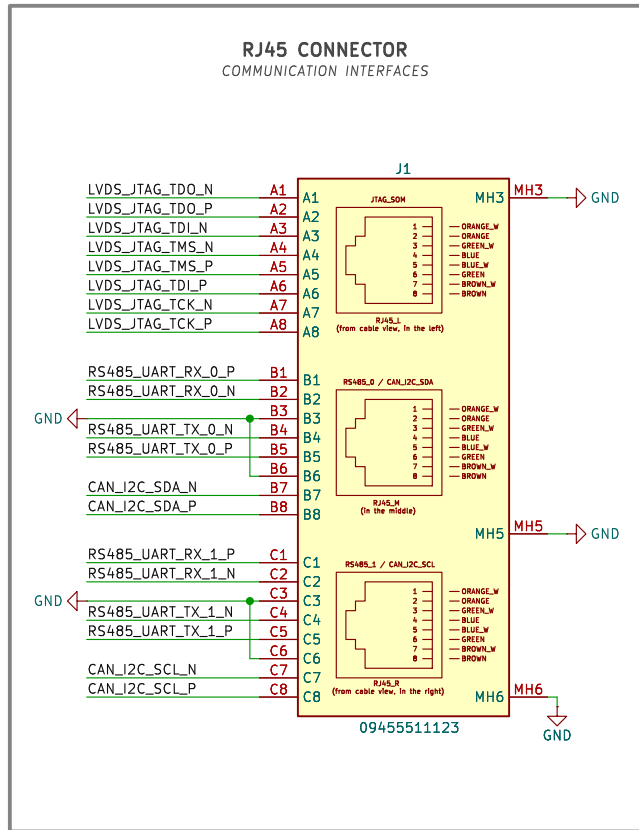 RJ45 CONNECTOR
COMMUNICATION INTERFACES
J1
LVDS_JTAG_TDO_N A1 A1
LVDS_JTAG_TDO_P A2 A2
LVDS_JTAG_TDI_N A3 A3
LVDS_JTAG_TMS_N A4 A4
LVDS_JTAG_TMS_P A5 A5
LVDS_JTAG_TDI_P A6 A6
LVDS_JTAG_TCK_N A7 A7
LVDS_JTAG_TCK_P A8 A8
JTAG_SOM
1 ORANGE_W
2 ORANGE
3 GREEN_W
4 BLUE
5 BLUE_W
6 GREEN
7 BROWN_W
8 BROWN
RJ45_L
(from cable view, in the left)
MH3 MH3 GND
RS485_UART_RX_0_P B1 B1
RS485_UART_RX_0_N B2 B2
GND B3 B3
RS485_UART_TX_0_N B4 B4
RS485_UART_TX_0_P B5 B5
B6 B6
CAN_I2C_SDA_N B7 B7
CAN_I2C_SDA_P B8 B8
RS485_0 / CAN_I2C_SDA
1 ORANGE_W
2 ORANGE
3 GREEN_W
4 BLUE
5 BLUE_W
6 GREEN
7 BROWN_W
8 BROWN
RJ45_M
(in the middle)
MH5 MH5 GND
RS485_UART_RX_1_P C1 C1
RS485_UART_RX_1_N C2 C2
GND C3 C3
RS485_UART_TX_1_N C4 C4
RS485_UART_TX_1_P C5 C5
C6 C6
CAN_I2C_SCL_N C7 C7
CAN_I2C_SCL_P C8 C8
RS485_1 / CAN_I2C_SCL
1 ORANGE_W
2 ORANGE
3 GREEN_W
4 BLUE
5 BLUE_W
6 GREEN
7 BROWN_W
8 BROWN
RJ45_R
(from cable view, in the right)
MH6 MH6
GND
09455511123